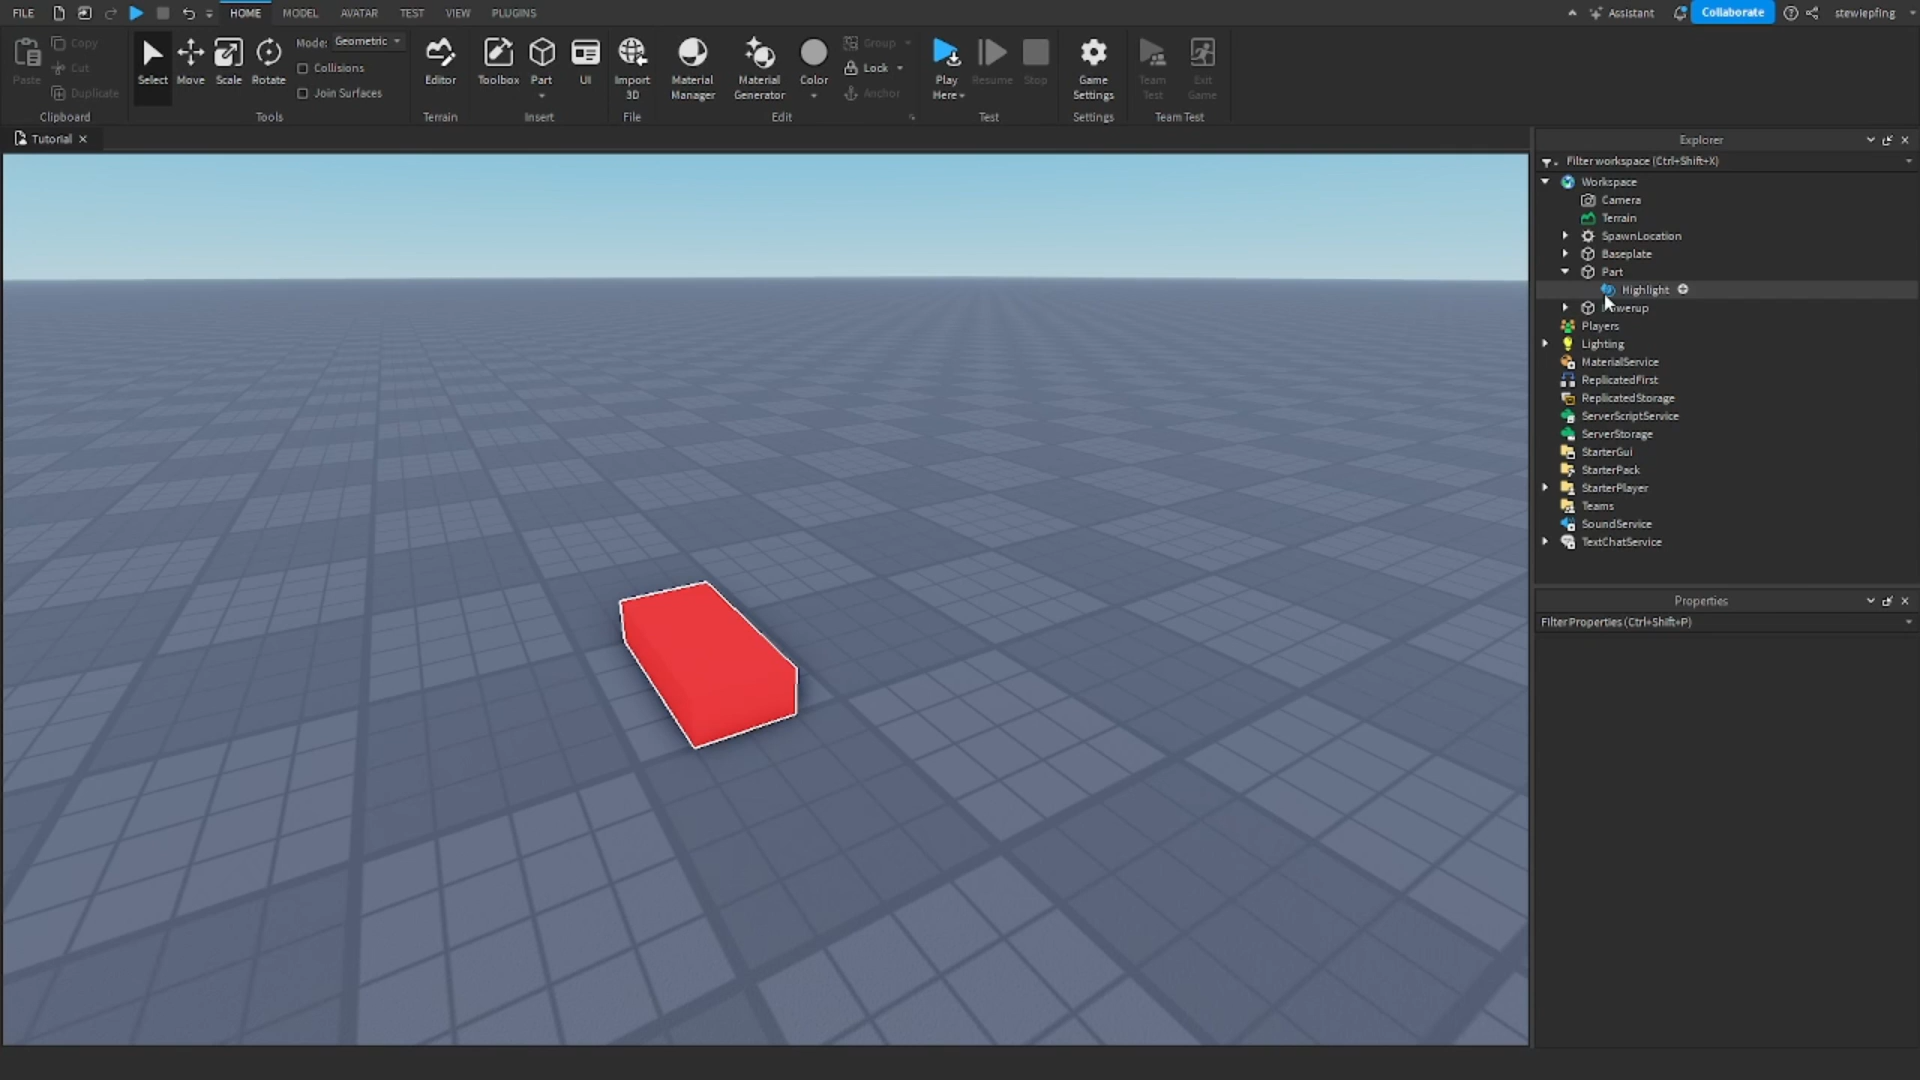 FILE HOME MODEL AVATAR TEST VIEW PLUGINS Assistant Collaborate stewiepfing
Paste Copy Cut Duplicate Clipboard
Select Move Scale Rotate Mode: Geometric Collisions Join Surfaces Tools
Editor Terrain
Toolbox Part UI Insert
Import 3D File
Material Manager Material Generator Color Group Lock Anchor Edit
Play Here Resume Stop Test
Game Settings Settings
Team Test Exit Game Team Test
Tutorial
Explorer
Filter workspace (Ctrl+Shift+X)
Workspace
Camera
Terrain
SpawnLocation
Baseplate
Part
Highlight
Players
Lighting
MaterialService
ReplicatedFirst
ReplicatedStorage
ServerScriptService
ServerStorage
StarterGui
StarterPack
StarterPlayer
Teams
SoundService
TextChatService
Properties
Filter Properties (Ctrl+Shift+P)